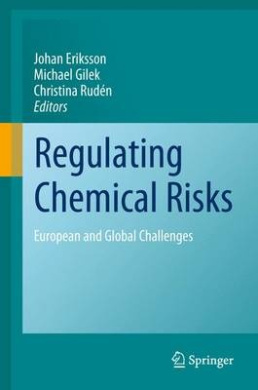 Johan Eriksson
Michael Gilek
Christina Rudén
Editors
Regulating
Chemical Risks
European and Global Challenges
Springer